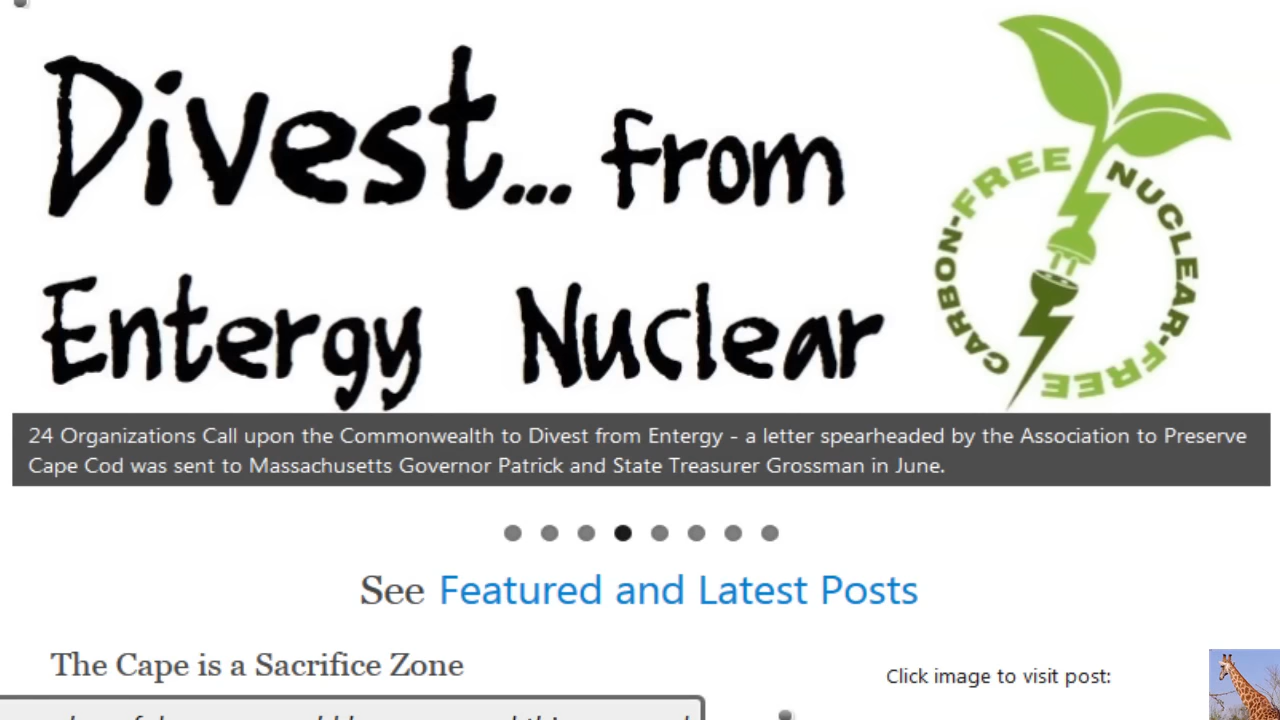 Divest... from
Entergy Nuclear
CARBON-FREE NUCLEAR-FREE
24 Organizations Call upon the Commonwealth to Divest from Entergy - a letter spearheaded by the Association to Preserve
Cape Cod was sent to Massachusetts Governor Patrick and State Treasurer Grossman in June.
See Featured and Latest Posts
The Cape is a Sacrifice Zone
Click image to visit post: